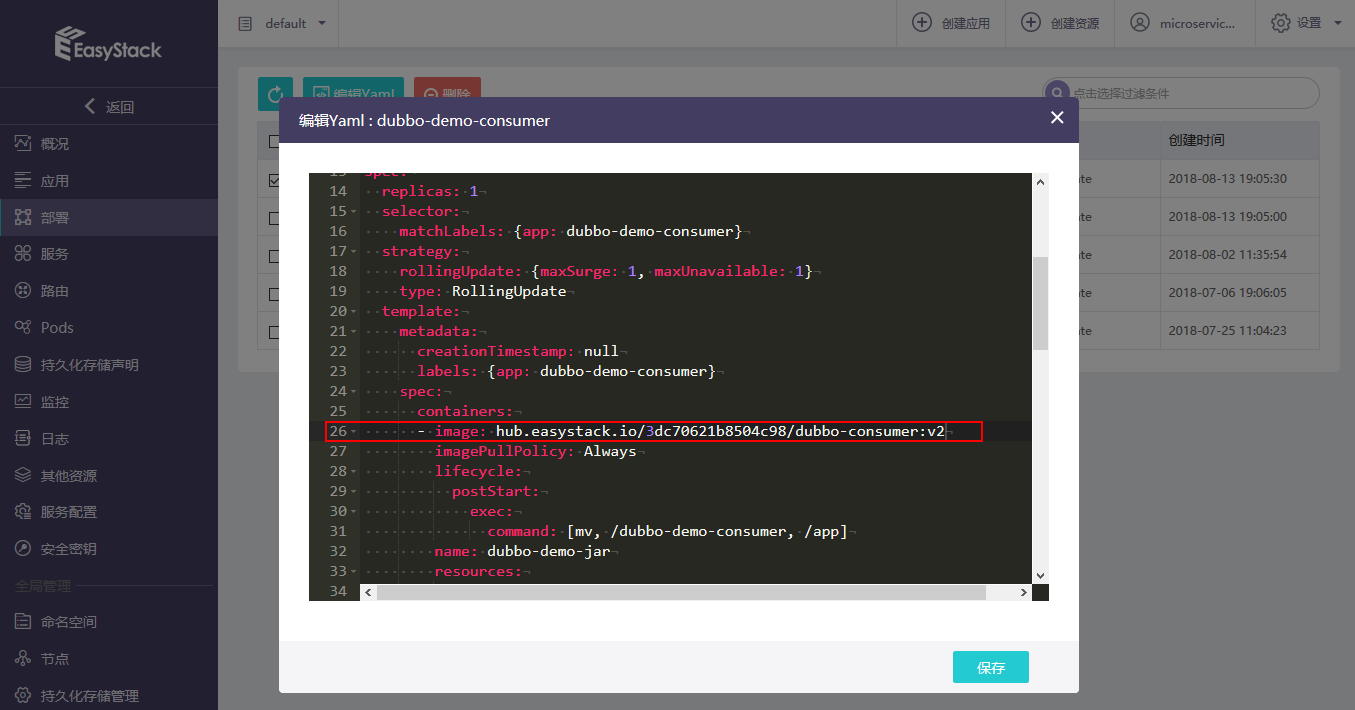 EasyStack
default
创建应用
创建资源
microservic...
设置
返回
概况
应用
部署
服务
路由
Pods
持久化存储声明
监控
日志
其他资源
服务配置
安全密钥
全局管理
命名空间
节点
持久化存储管理
编辑Yaml
删除
点击选择过滤条件
创建时间
te 2018-08-13 19:05:30
te 2018-08-13 19:05:00
te 2018-08-02 11:35:54
te 2018-07-06 19:06:05
te 2018-07-25 11:04:23
编辑Yaml : dubbo-demo-consumer
13 spec:
14 replicas: 1
15 selector:
16 matchLabels: {app: dubbo-demo-consumer}
17 strategy:
18 rollingUpdate: {maxSurge: 1, maxUnavailable: 1}
19 type: RollingUpdate
20 template:
21 metadata:
22 creationTimestamp: null
23 labels: {app: dubbo-demo-consumer}
24 spec:
25 containers:
26 - image: hub.easystack.io/3dc70621b8504c98/dubbo-consumer:v2
27 imagePullPolicy: Always
28 lifecycle:
29 postStart:
30 exec:
31 command: [mv, /dubbo-demo-consumer, /app]
32 name: dubbo-demo-jar
33 resources:
34
保存